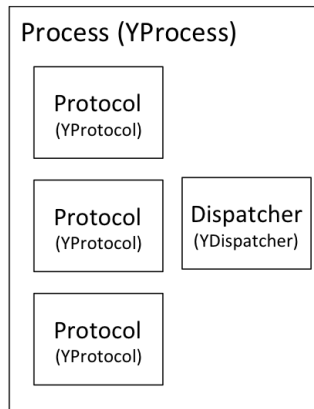 Process (YProcess)
Protocol
(YProtocol)
Protocol
(YProtocol)
Dispatcher
(YDispatcher)
Protocol
(YProtocol)